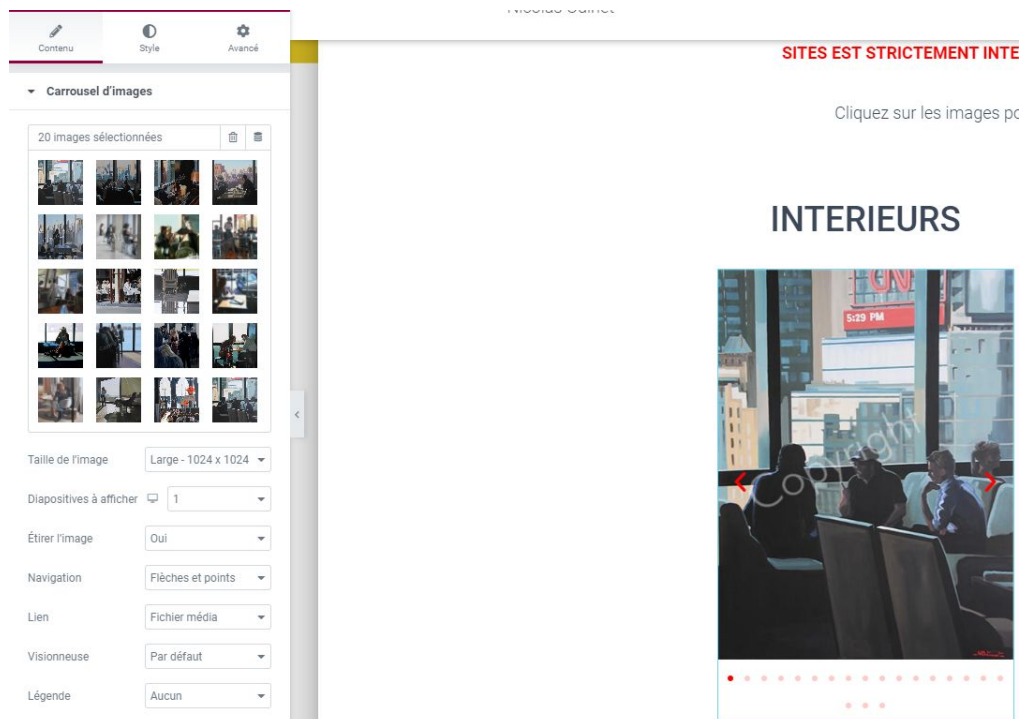 Contenu
Style
Avancé
Carrousel d'images
20 images sélectionnées
Taille de l'image
Large - 1024 x 1024
Diapositives à afficher
1
Étirer l'image
Oui
Navigation
Flèches et points
Lien
Fichier média
Visionneuse
Par défaut
Légende
Aucun
SITES EST STRICTEMENT INTE
Cliquez sur les images po
INTERIEURS
CNN
5:29 PM
Copyright